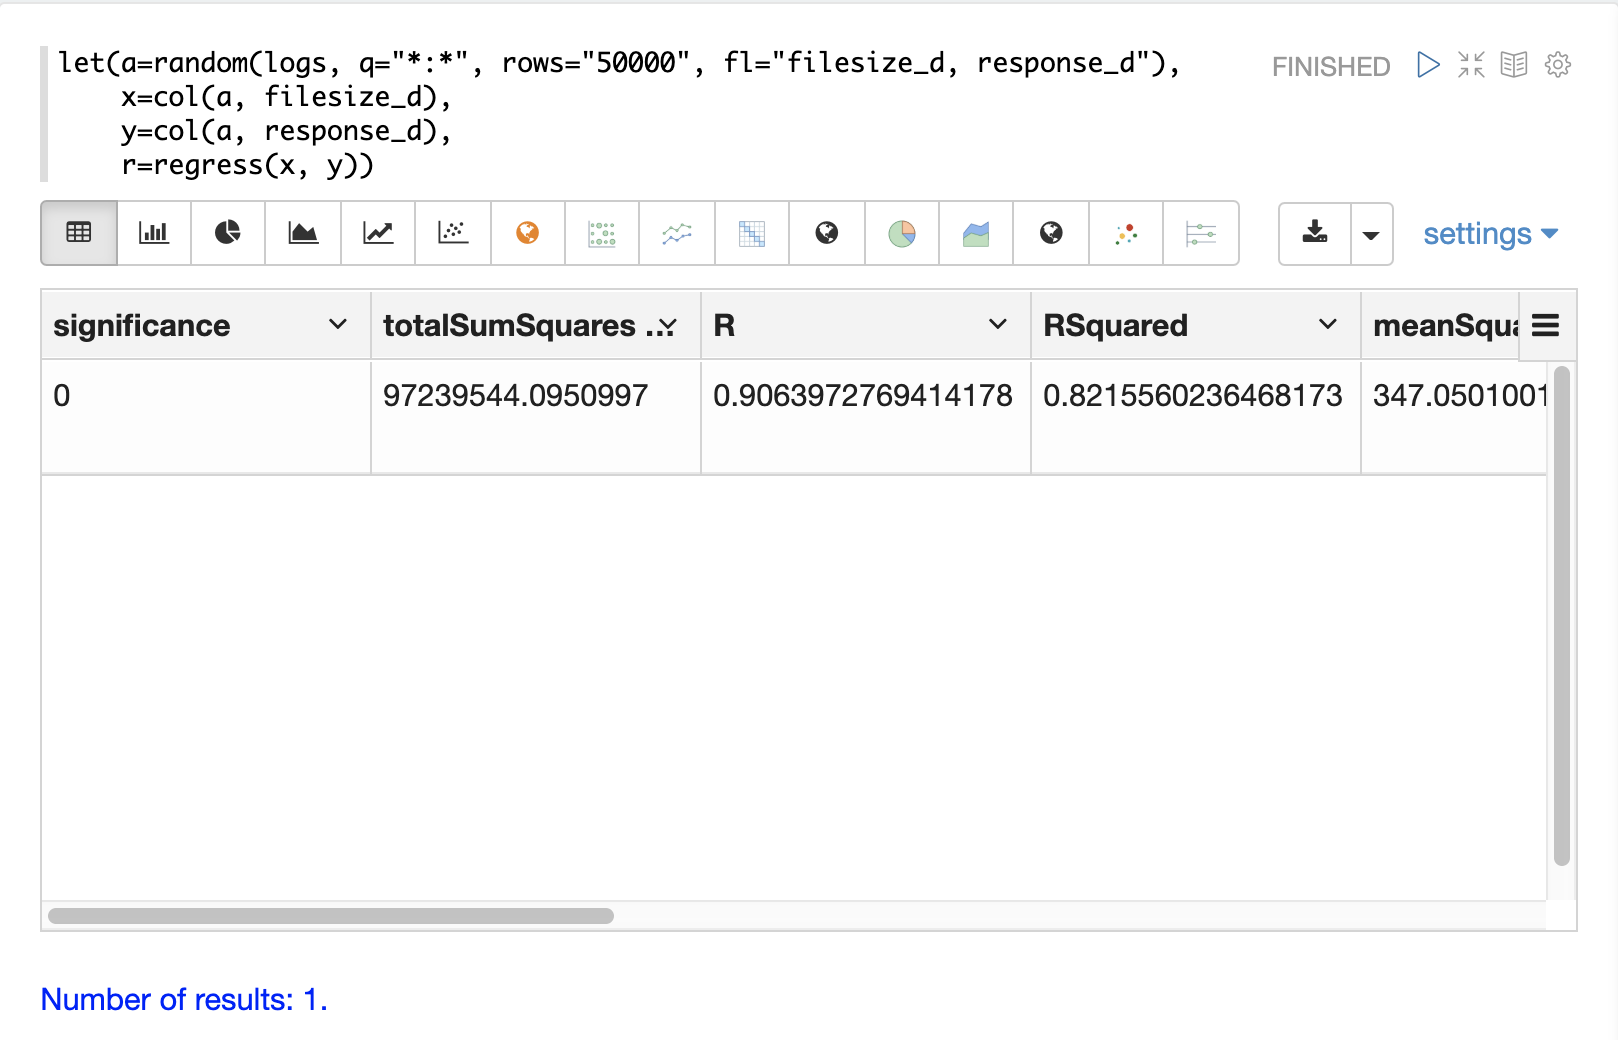 let(a=random(logs, q="*:*", rows="50000", fl="filesize_d, response_d"),
x=col(a, filesize_d),
y=col(a, response_d),
r=regress(x, y))
FINISHED
settings
significance totalSumSquares ... R RSquared meanSqua
0 97239544.0950997 0.9063972769414178 0.8215560236468173 347.0501001
Number of results: 1.